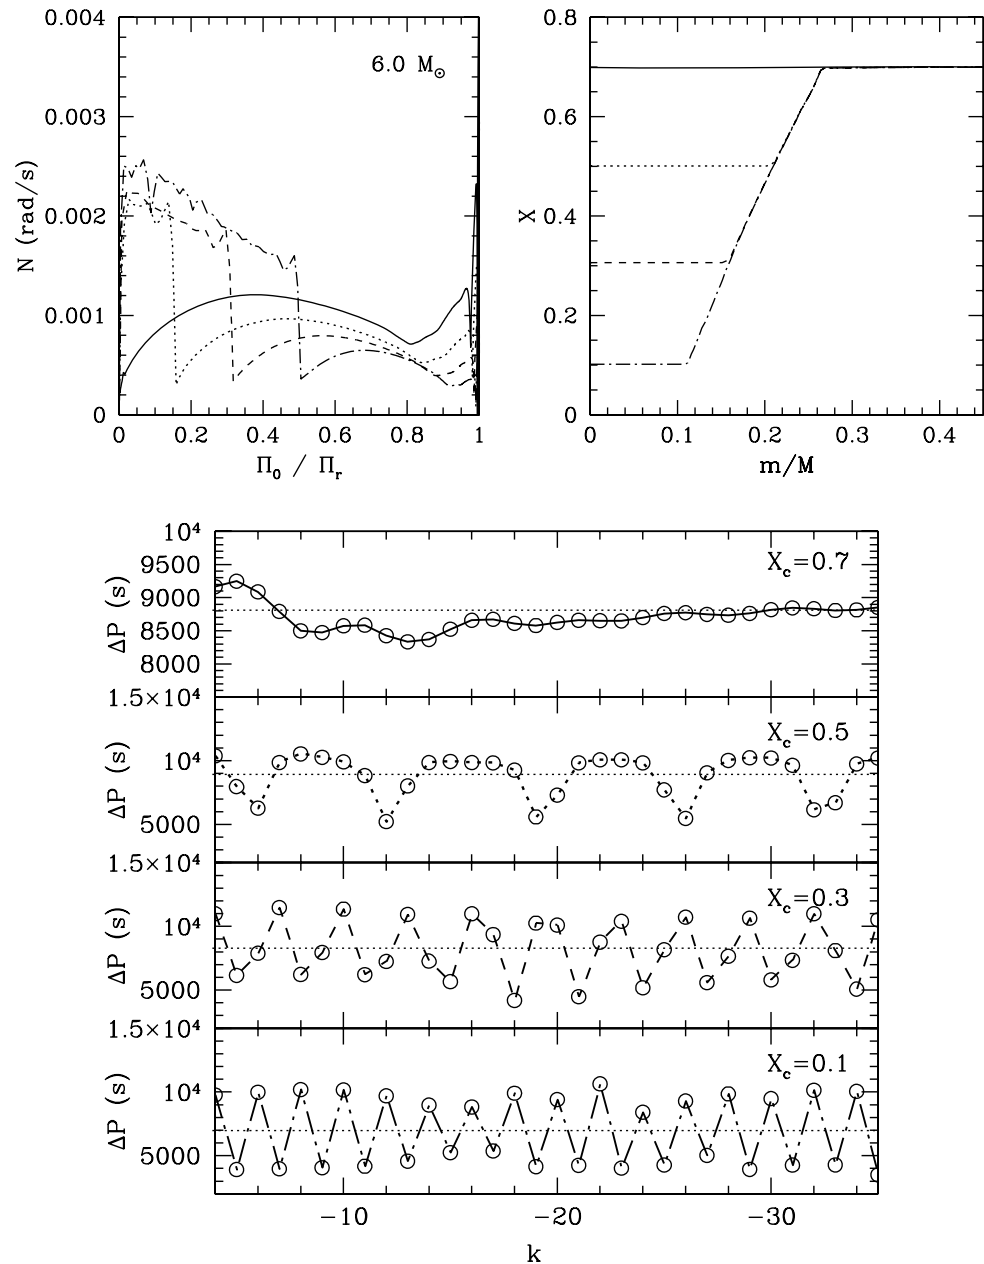 6.0 M⊙
N (rad/s)
0.004
0.003
0.002
0.001
0
0 0.2 0.4 0.6 0.8 1
Π₀ / Πᵣ
X
0.8
0.6
0.4
0.2
0
0 0.1 0.2 0.3 0.4
m/M
ΔP (s)
10⁴
9500
9000
8500
8000
X_c=0.7
ΔP (s)
1.5×10⁴
10⁴
5000
X_c=0.5
ΔP (s)
1.5×10⁴
10⁴
5000
X_c=0.3
ΔP (s)
1.5×10⁴
10⁴
5000
X_c=0.1
−10 −20 −30
k